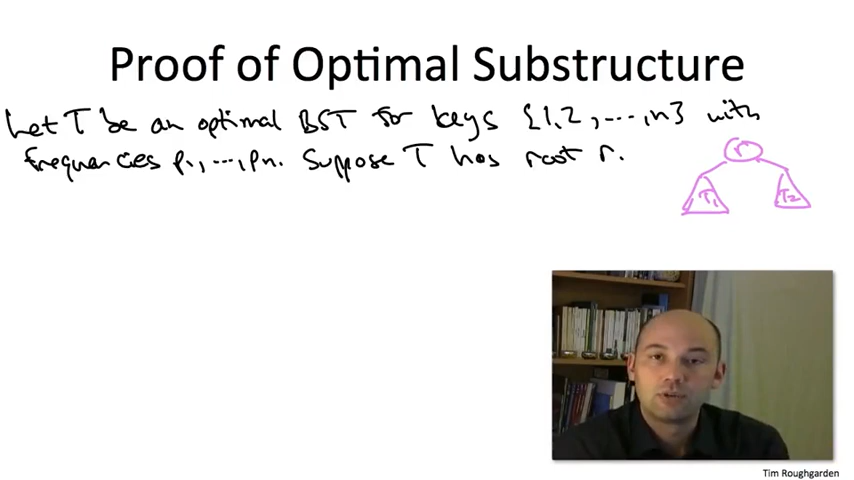 Proof of Optimal Substructure
Let T be an optimal BST for keys {1,2,...,n} with
frequencies p1,...,pn. Suppose T has root r.
r
T1 T2
Tim Roughgarden